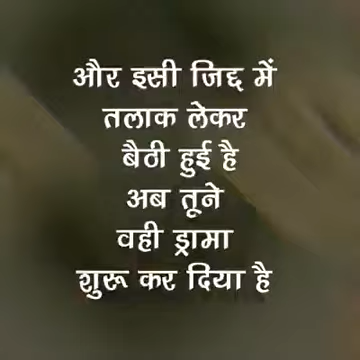 और इसी जिद्द में
तलाक लेकर
बैठी हुई है
अब तूने
वही ड्रामा
शुरू कर दिया है